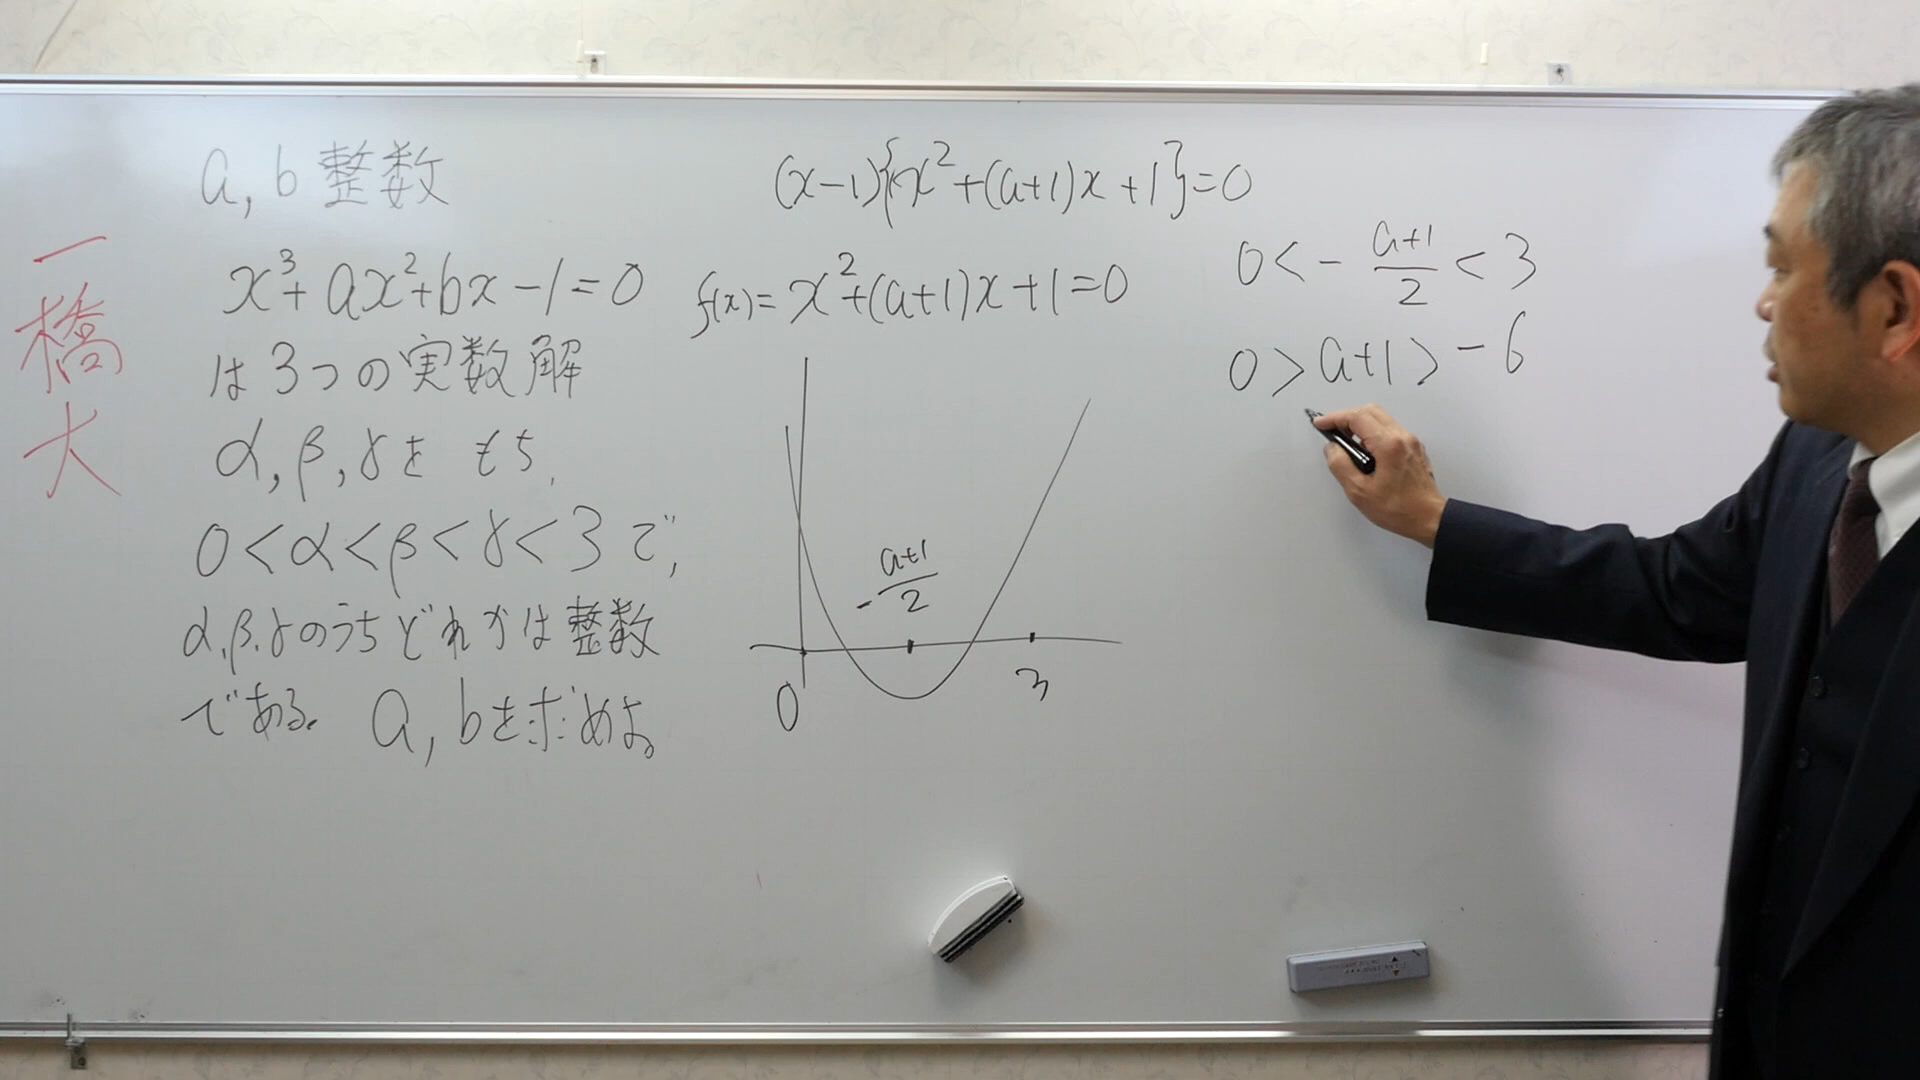 一橋大
a, b 整数
x³+ax²+bx-1=0
は3つの実数解
α, β, γを もち,
0<α<β<γ<3で,
α,β,γのうちどれかは整数
である。 a, bを求めよ。
(x-1){x²+(a+1)x+1}=0
f(x)=x²+(a+1)x+1=0
-\frac{a+1}{2}
0
3
0<-\frac{a+1}{2}<3
0>a+1>-6